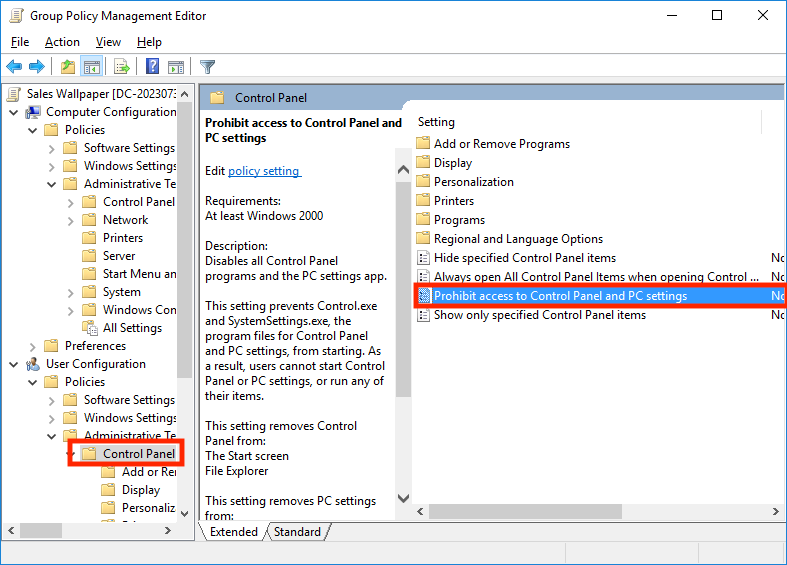 Group Policy Management Editor
File Action View Help
Sales Wallpaper [DC-2023073
Computer Configuration
Policies
Software Settings
Windows Settings
Administrative Te
Control Panel
Network
Printers
Server
Start Menu an
System
Windows Con
All Settings
Preferences
User Configuration
Policies
Software Settings
Windows Settings
Administrative Te
Control Panel
Add or Rer
Display
Personaliz
Control Panel
Prohibit access to Control Panel and
PC settings
Edit policy setting
Requirements:
At least Windows 2000
Description:
Disables all Control Panel
programs and the PC settings app.
This setting prevents Control.exe
and SystemSettings.exe, the
program files for Control Panel
and PC settings, from starting. As
a result, users cannot start Control
Panel or PC settings, or run any of
their items.
This setting removes Control
Panel from:
The Start screen
File Explorer
This setting removes PC settings
from:
Setting
Add or Remove Programs
Display
Personalization
Printers
Programs
Regional and Language Options
Hide specified Control Panel items No
Always open All Control Panel Items when opening Control ... No
Prohibit access to Control Panel and PC settings No
Show only specified Control Panel items No
Extended Standard